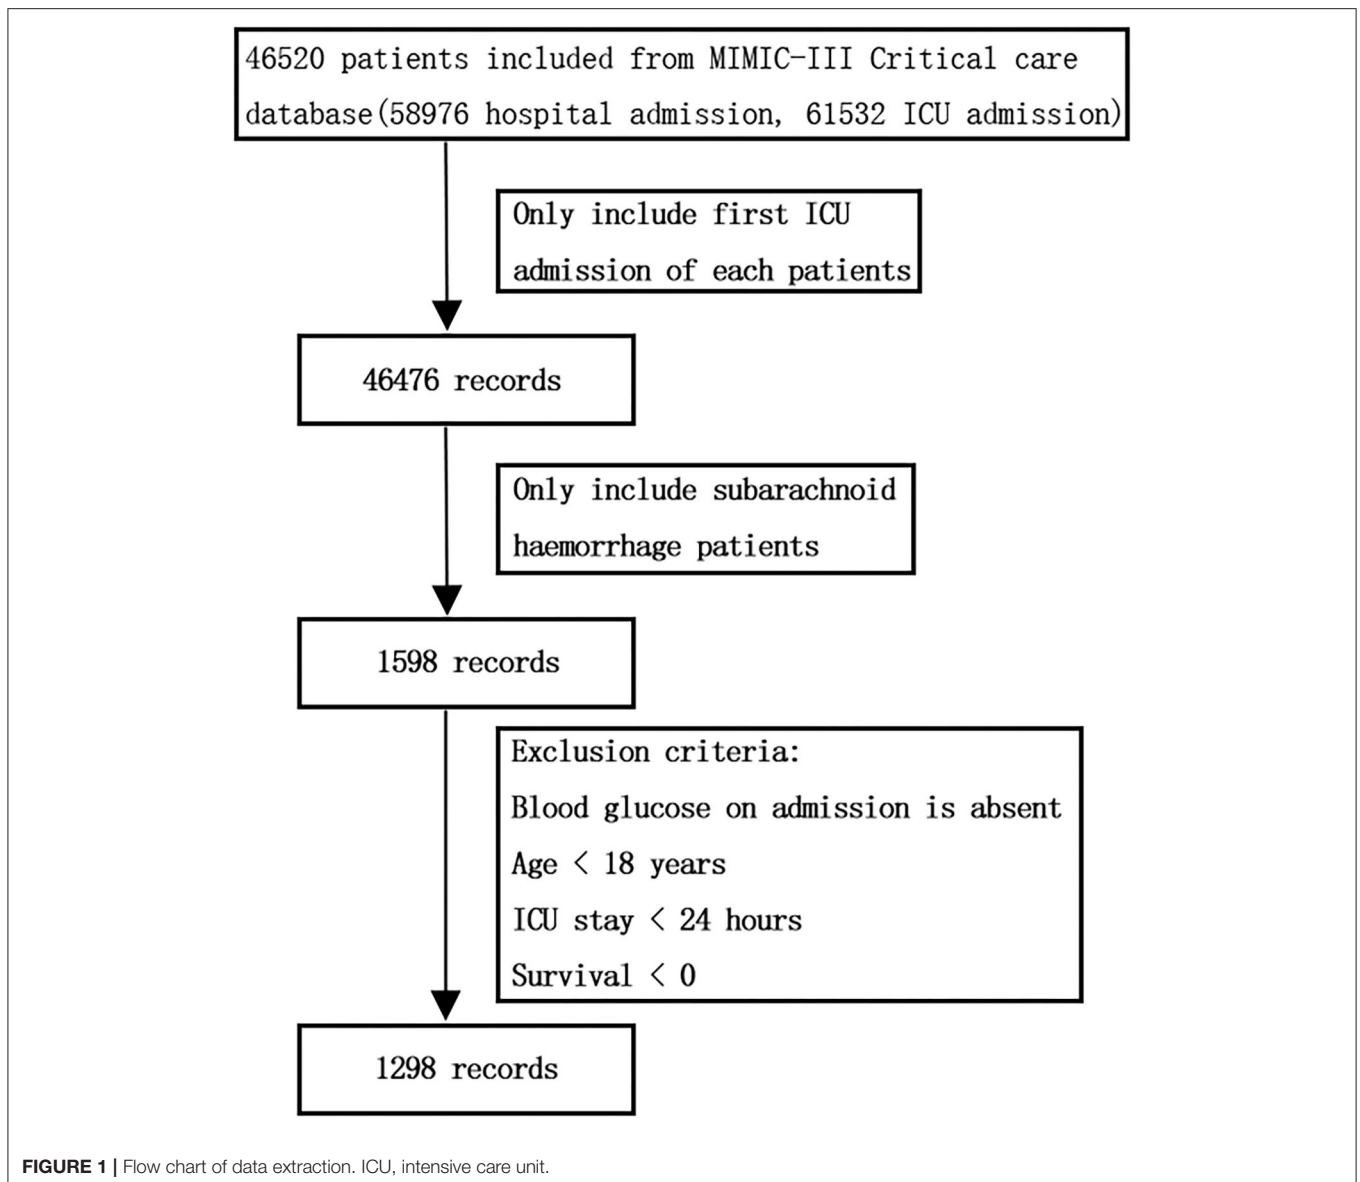 46520 patients included from MIMIC-III Critical care
database(58976 hospital admission, 61532 ICU admission)
Only include first ICU
admission of each patients
46476 records
Only include subarachnoid
haemorrhage patients
1598 records
Exclusion criteria:
Blood glucose on admission is absent
Age < 18 years
ICU stay < 24 hours
Survival < 0
1298 records
FIGURE 1 | Flow chart of data extraction. ICU, intensive care unit.